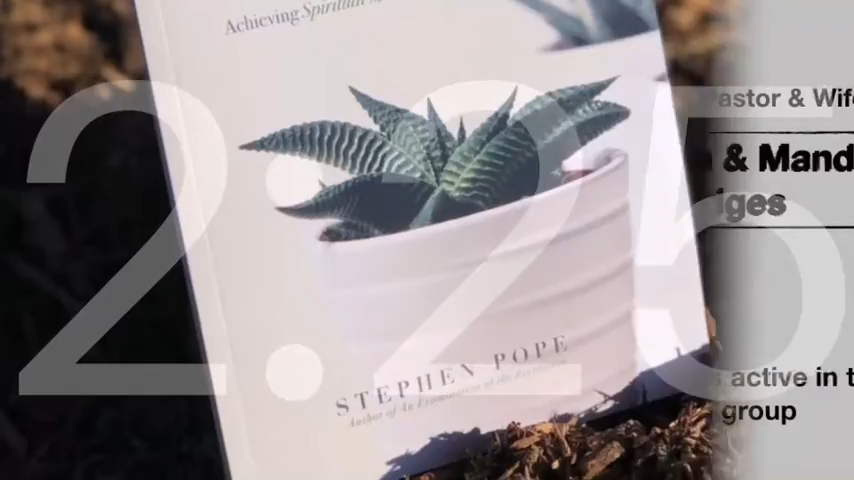 Achieving Spiritual
2:25
astor & Wife
& Mand
iges
STEPHEN POPE
Author of An Examination of the Revelation
s active in t
group